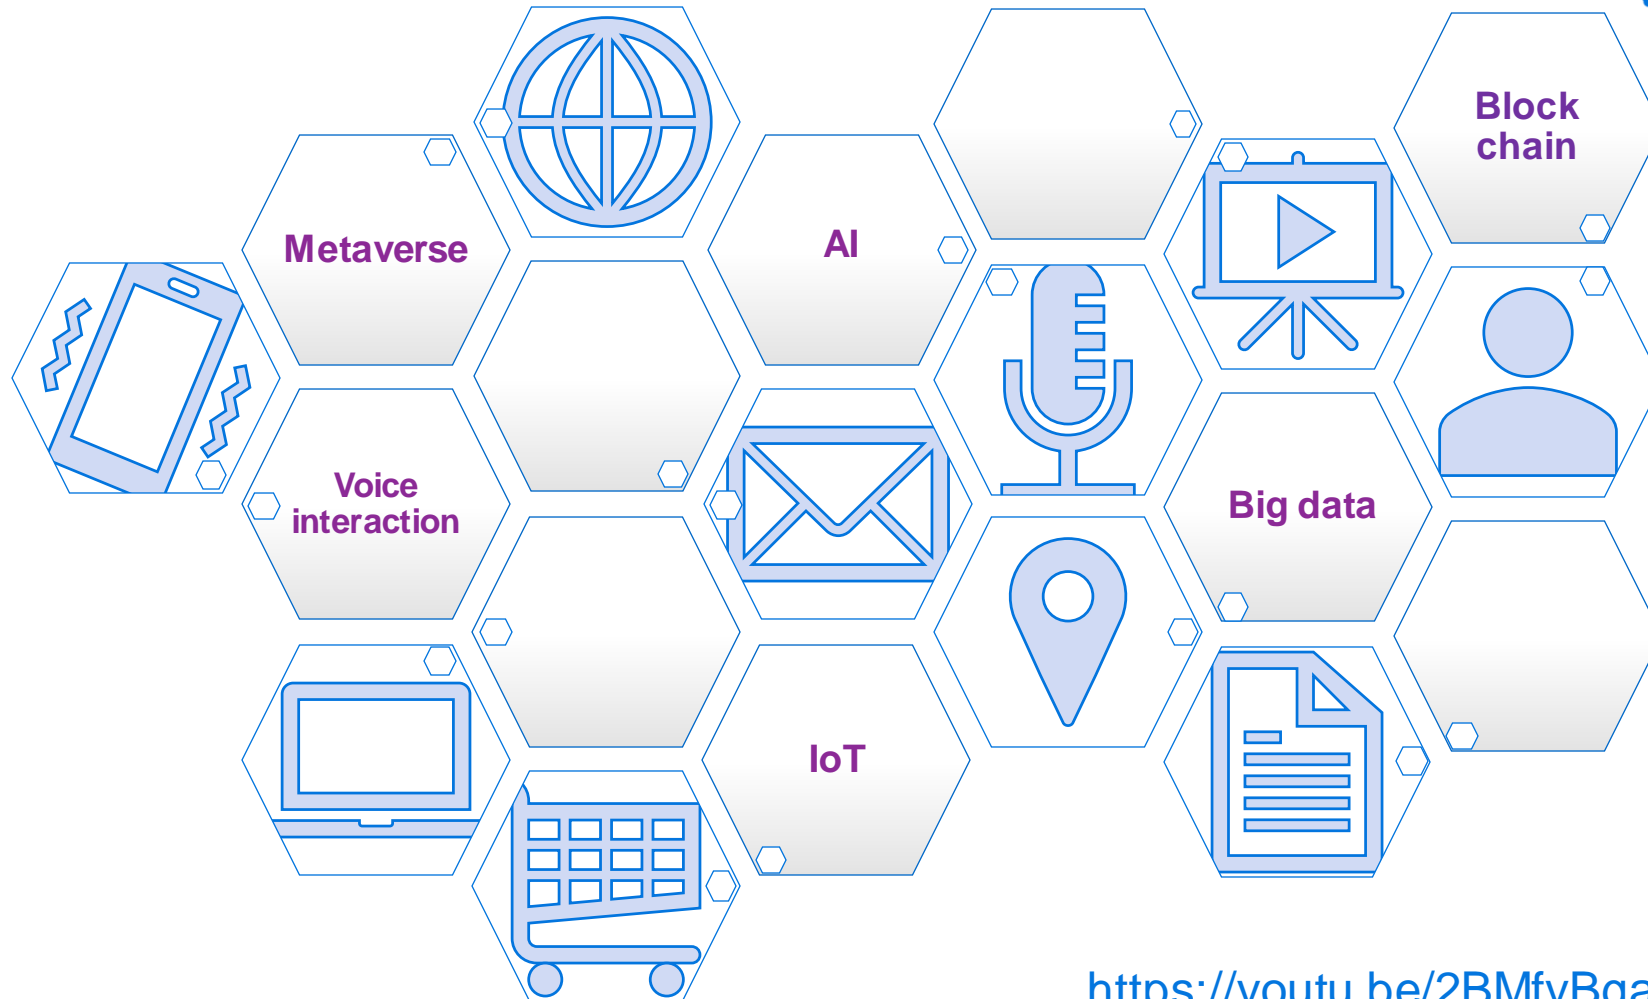 Block
chain
Metaverse
AI
Voice
interaction
Big data
IoT